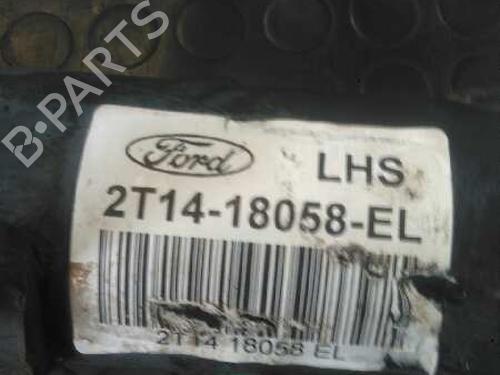 B·PARTS
Ford
LHS
2T14-18058-EL
2T14 18058 EL